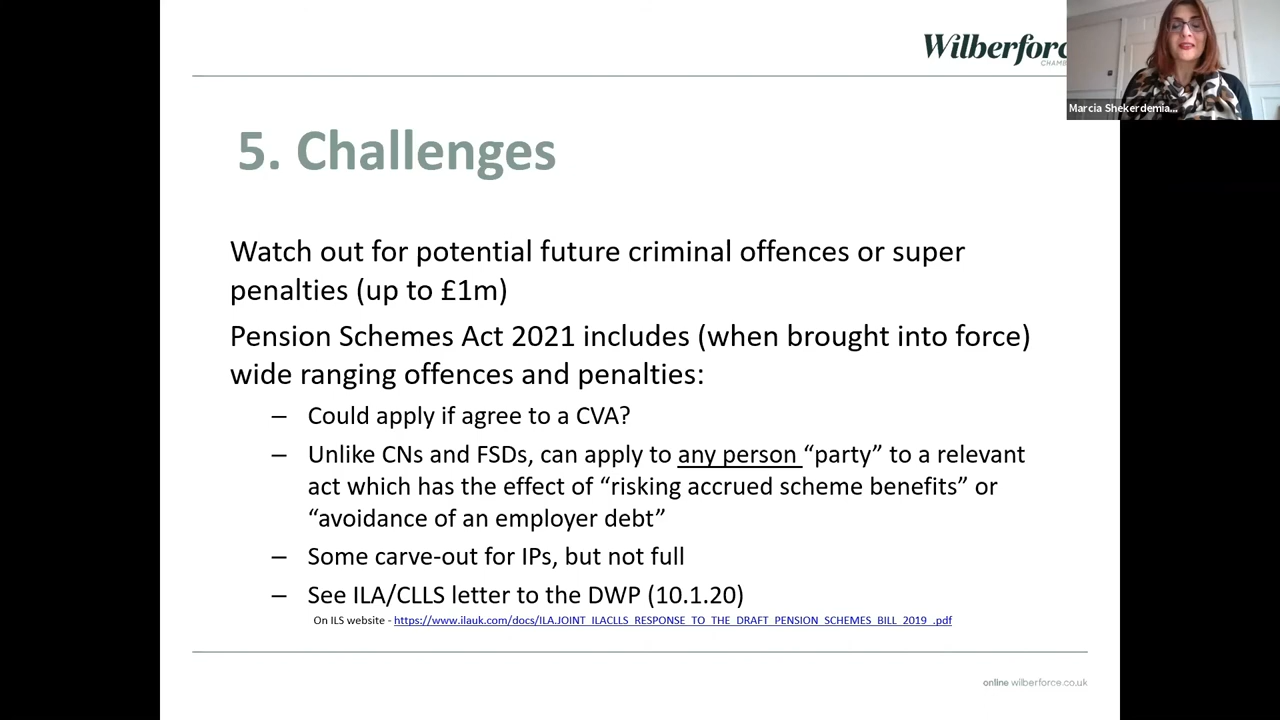 Wilberforc
CHAM
Marcia Shekerdemia...
5. Challenges
Watch out for potential future criminal offences or super
penalties (up to £1m)
Pension Schemes Act 2021 includes (when brought into force)
wide ranging offences and penalties:
– Could apply if agree to a CVA?
– Unlike CNs and FSDs, can apply to any person “party” to a relevant
act which has the effect of “risking accrued scheme benefits” or
“avoidance of an employer debt”
– Some carve-out for IPs, but not full
– See ILA/CLLS letter to the DWP (10.1.20)
On ILS website - https://www.ilauk.com/docs/ILA.JOINT_ILACLLS_RESPONSE_TO_THE_DRAFT_PENSION_SCHEMES_BILL_2019_.pdf
online wilberforce.co.uk